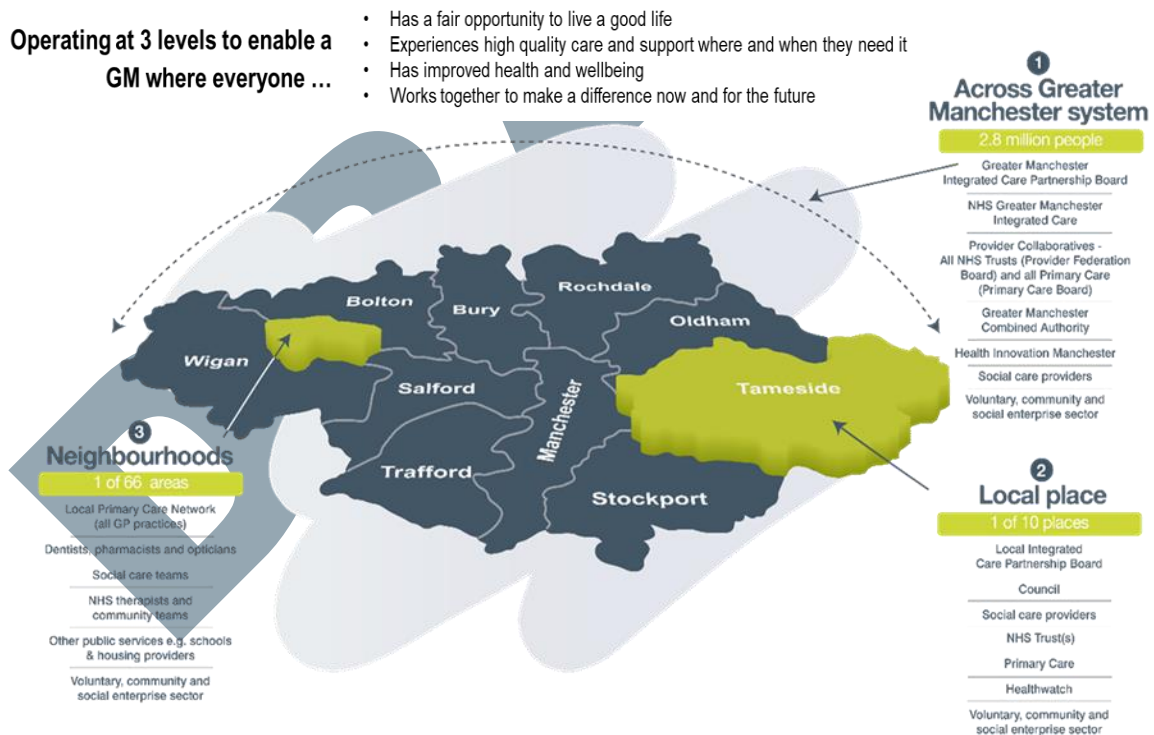 Operating at 3 levels to enable a
GM where everyone ...
• Has a fair opportunity to live a good life
• Experiences high quality care and support where and when they need it
• Has improved health and wellbeing
• Works together to make a difference now and for the future
1
Across Greater
Manchester system
2.8 million people
Greater Manchester
Integrated Care Partnership Board
NHS Greater Manchester
Integrated Care
Provider Collaboratives -
All NHS Trusts (Provider Federation
Board) and all Primary Care
(Primary Care Board)
Greater Manchester
Combined Authority
Health Innovation Manchester
Social care providers
Voluntary, community and
social enterprise sector
Bolton
Bury
Rochdale
Oldham
Wigan
Salford
Manchester
Tameside
Trafford
Stockport
3
Neighbourhoods
1 of 66 areas
Local Primary Care Network
(all GP practices)
Dentists, pharmacists and opticians
Social care teams
NHS therapists and
community teams
Other public services e.g. schools
& housing providers
Voluntary, community and
social enterprise sector
2
Local place
1 of 10 places
Local Integrated
Care Partnership Board
Council
Social care providers
NHS Trust(s)
Primary Care
Healthwatch
Voluntary, community and
social enterprise sector